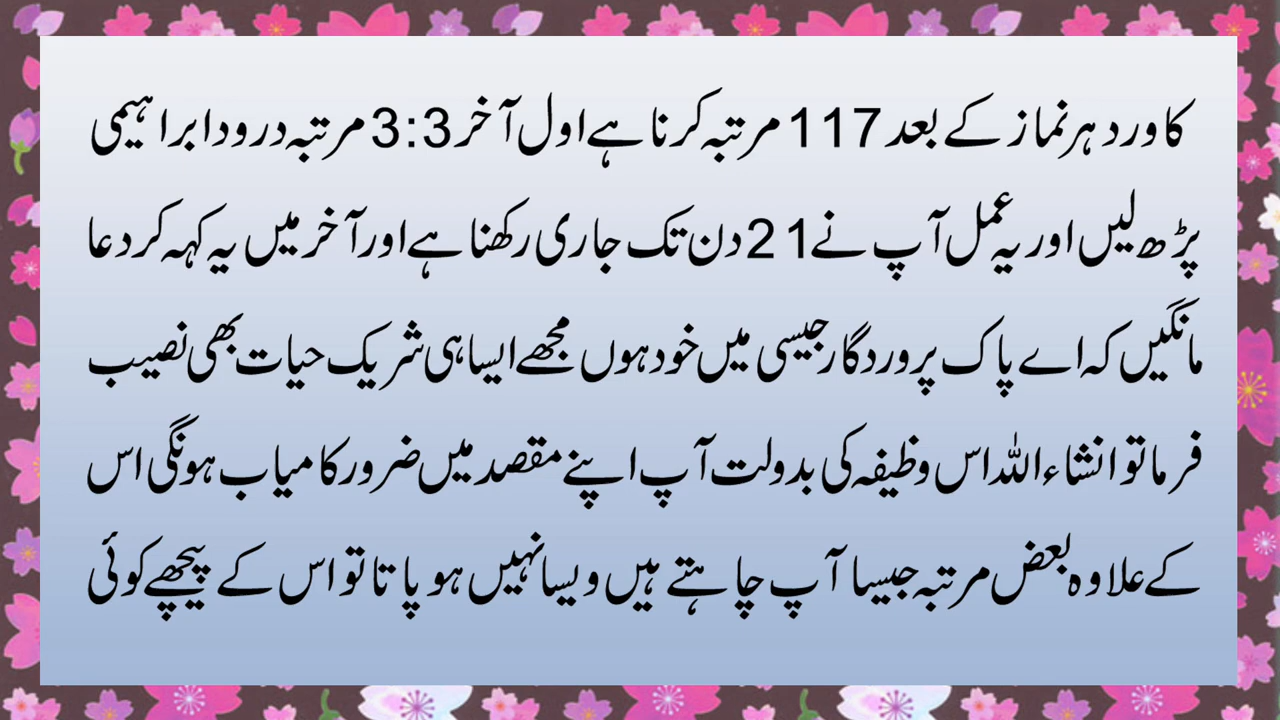 کا ورد ہر نماز کے بعد 117 مرتبہ کرنا ہے اول آخر 3:3 مرتبہ درود ابراہیمی
پڑھ لیں اور یہ عمل آپ نے 21 دن تک جاری رکھنا ہے اور آخر میں یہ کہہ کر دعا
مانگیں کہ اے پاک پروردگار جیسی میں خود ہوں مجھے ایسا ہی شریک حیات بھی نصیب
فرما تو انشاء اللہ اس وظیفہ کی بدولت آپ اپنے مقصد میں ضرور کامیاب ہونگی اس
کے علاوہ بعض مرتبہ جیسا آپ چاہتے ہیں ویسا نہیں ہو پاتا تو اس کے پیچھے کوئی